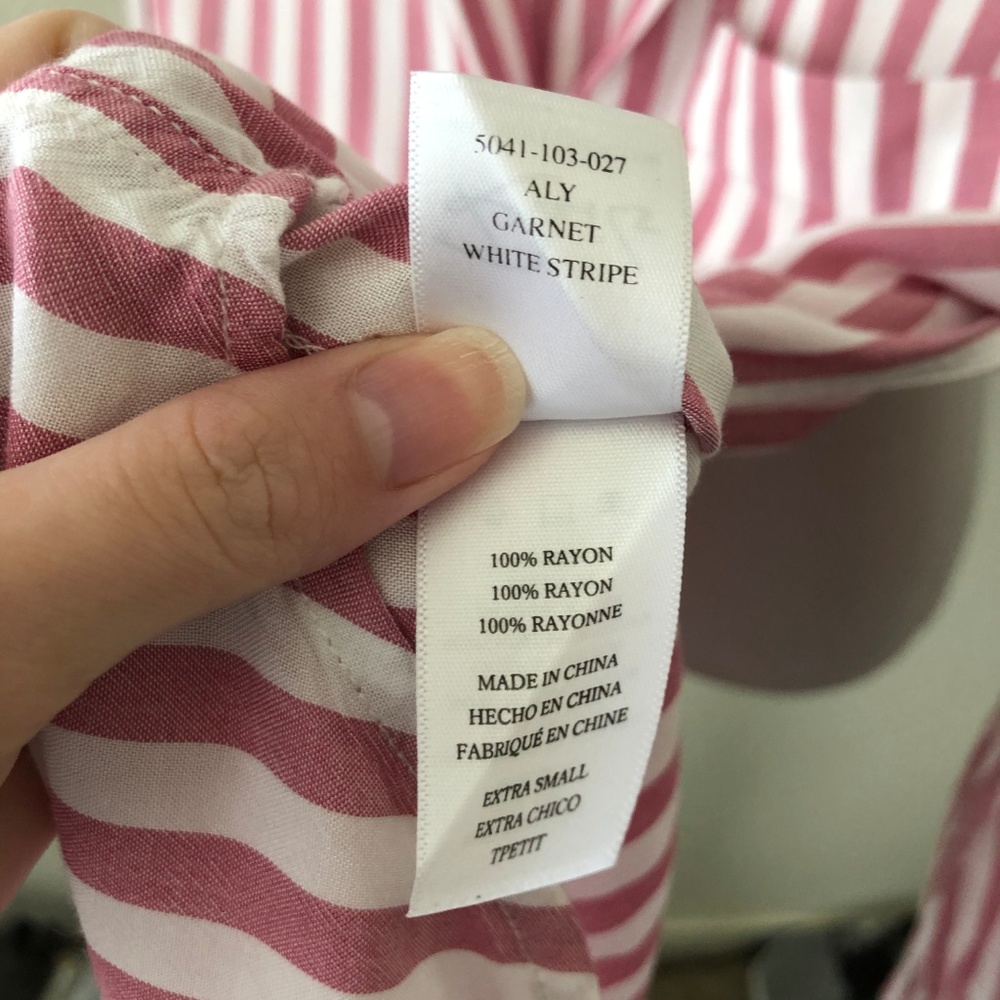 5041-103-027
ALY
GARNET
WHITE STRIPE
100% RAYON
100% RAYON
100% RAYONNE
MADE IN CHINA
HECHO EN CHINA
FABRIQUÉ EN CHINE
EXTRA SMALL
EXTRA CHICO
TPETIT